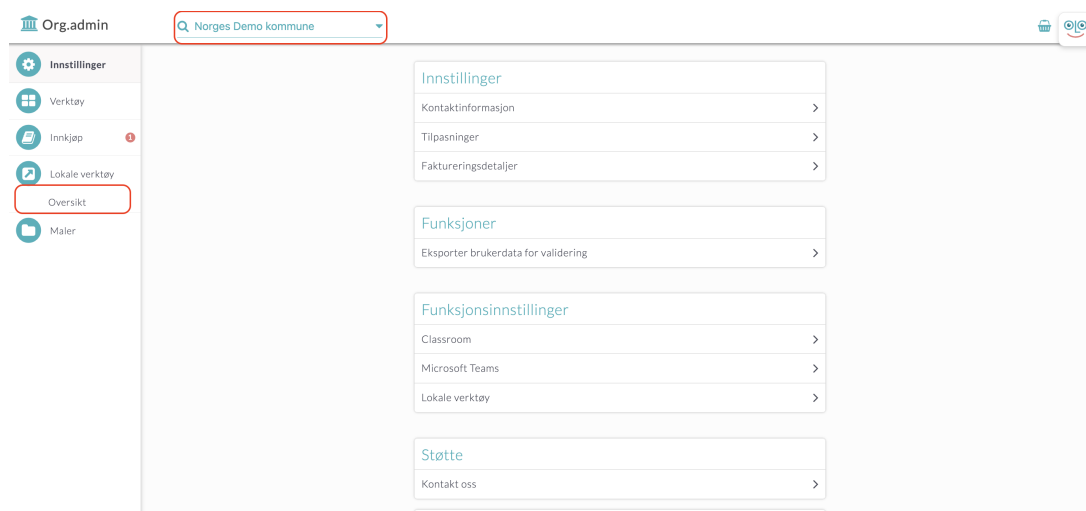 Org.admin
Norges Demo kommune
Innstillinger
Verktøy
Innkjøp 1
Lokale verktøy
Oversikt
Maler
Innstillinger
Kontaktinformasjon
Tilpasninger
Faktureringsdetaljer
Funksjoner
Eksporter brukerdata for validering
Funksjonsinnstillinger
Classroom
Microsoft Teams
Lokale verktøy
Støtte
Kontakt oss